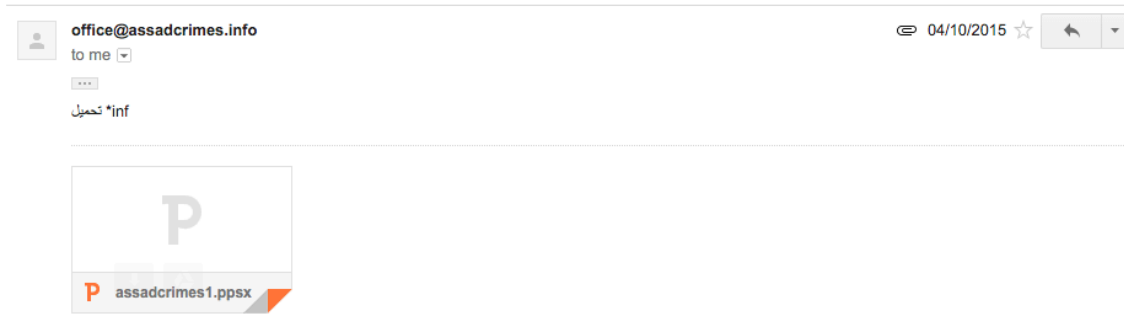 office@assadcrimes.info
04/10/2015
to me
inf* تحميل
P
P assadcrimes1.ppsx